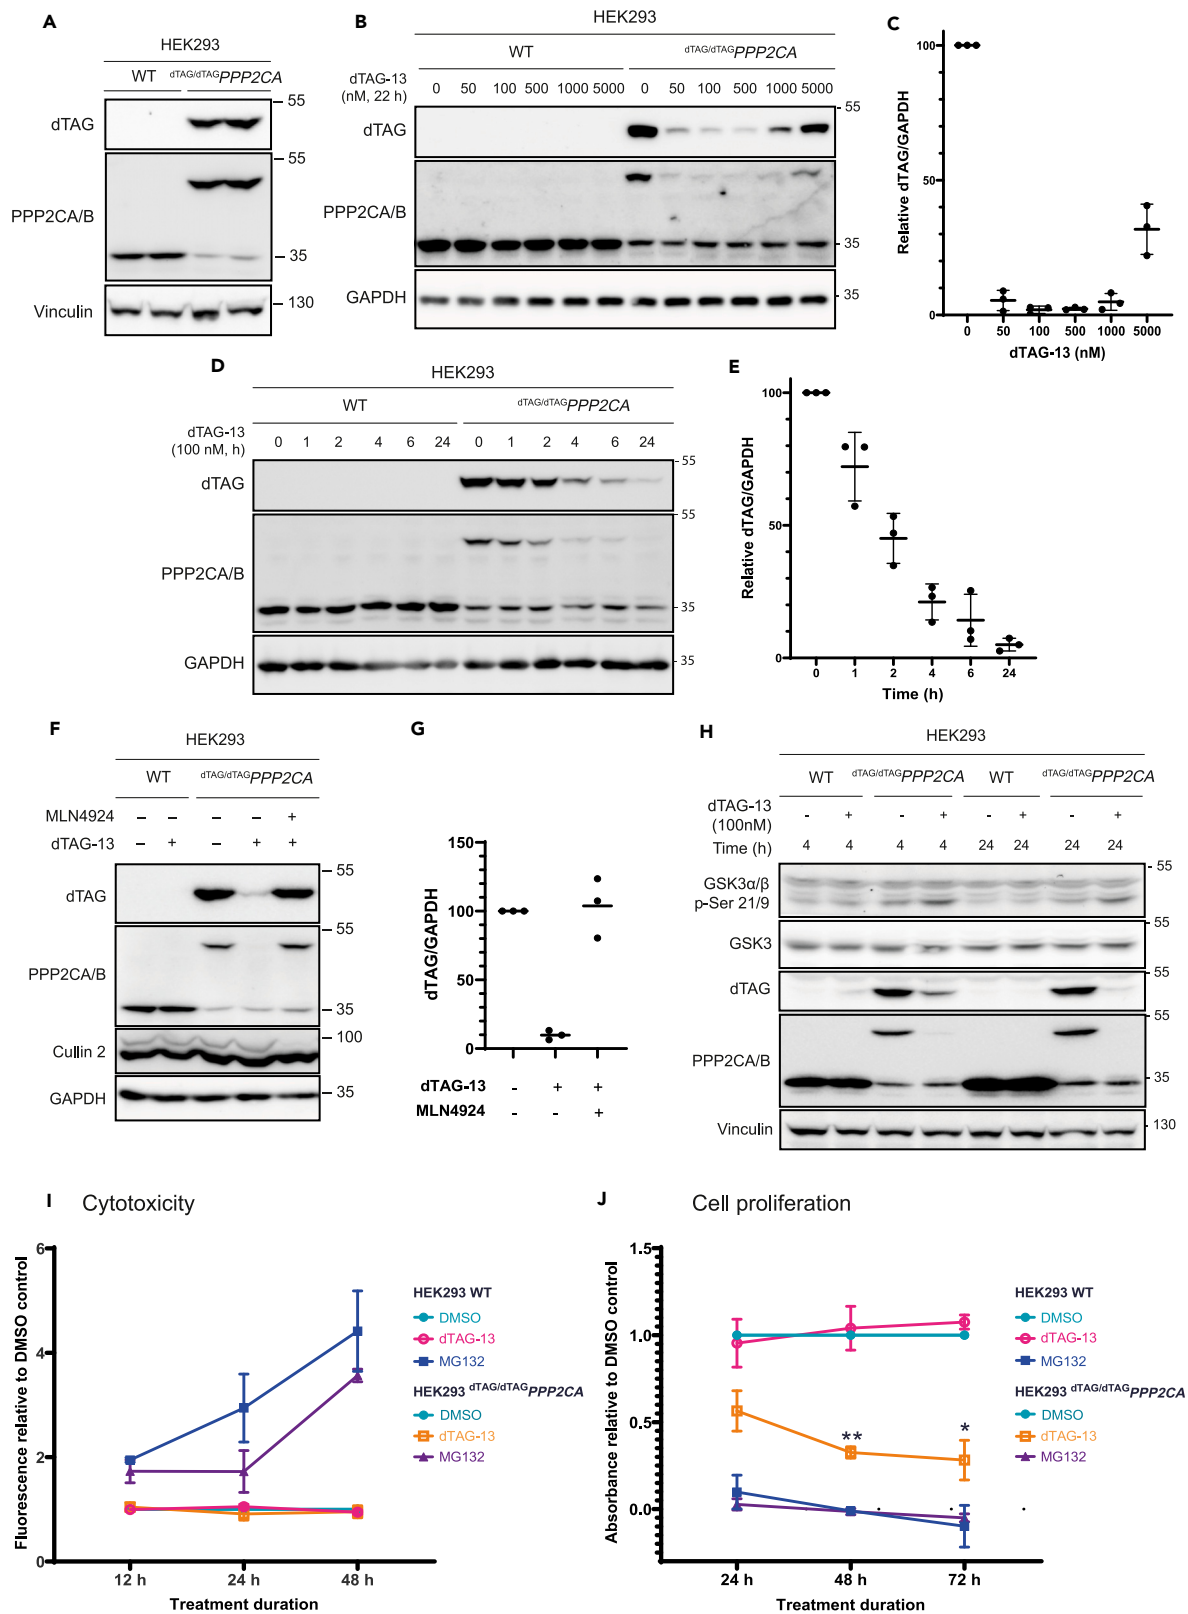 A
HEK293
WT dTAG/dTAGPPP2CA
dTAG
55
55
PPP2CA/B
35
Vinculin
130
B
HEK293
WT dTAG/dTAGPPP2CA
dTAG-13
(nM, 22 h)
0 50 100 500 1000 5000 0 50 100 500 1000 5000
55
dTAG
PPP2CA/B
35
GAPDH
35
C
Relative dTAG/GAPDH
100
50
0
0 50 100 500 1000 5000
dTAG-13 (nM)
D
HEK293
WT dTAG/dTAGPPP2CA
dTAG-13
(100 nM, h)
0 1 2 4 6 24 0 1 2 4 6 24
55
dTAG
55
PPP2CA/B
35
GAPDH
35
E
Relative dTAG/GAPDH
100
50
0
0 1 2 4 6 24
Time (h)
F
HEK293
WT dTAG/dTAGPPP2CA
MLN4924 – – – – +
dTAG-13 – + – + +
55
dTAG
55
PPP2CA/B
35
100
Cullin 2
GAPDH
35
G
dTAG/GAPDH
150
100
50
0
dTAG-13 - + +
MLN4924 - - +
H
HEK293
WT dTAG/dTAGPPP2CA WT dTAG/dTAGPPP2CA
dTAG-13
(100nM)
- + - + - + - +
Time (h) 4 4 4 4 24 24 24 24
55
GSK3α/β
p-Ser 21/9
55
GSK3
55
dTAG
55
PPP2CA/B
35
Vinculin
130
I Cytotoxicity
Fluorescence relative to DMSO control
6
4
2
0
12 h 24 h 48 h
Treatment duration
HEK293 WT
DMSO
dTAG-13
MG132
HEK293 dTAG/dTAGPPP2CA
DMSO
dTAG-13
MG132
J Cell proliferation
Absorbance relative to DMSO control
1.5
1.0
0.5
0.0
** *
24 h 48 h 72 h
Treatment duration
HEK293 WT
DMSO
dTAG-13
MG132
HEK293 dTAG/dTAGPPP2CA
DMSO
dTAG-13
MG132